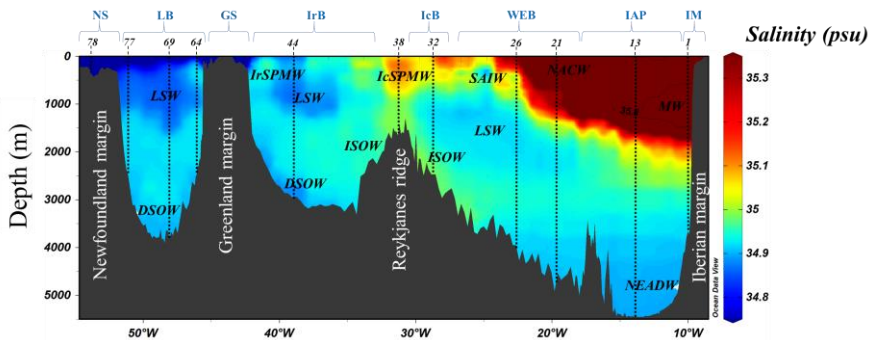 NS LB GS IrB IcB WEB IAP IM
Salinity (psu)
78 77 69 64 44 38 32 26 21 13 1
0
1000
2000
3000
4000
5000
Depth (m)
IrSPMW IcSPMW SAIW NACW
LSW LSW LSW MW
ISOW ISOW
DSOW DSOW
NEADW
Newfoundland margin
Greenland margin
Reykjanes ridge
Iberian margin
Ocean Data View
50°W 40°W 30°W 20°W 10°W
35.3
35.2
35.1
35
34.9
34.8